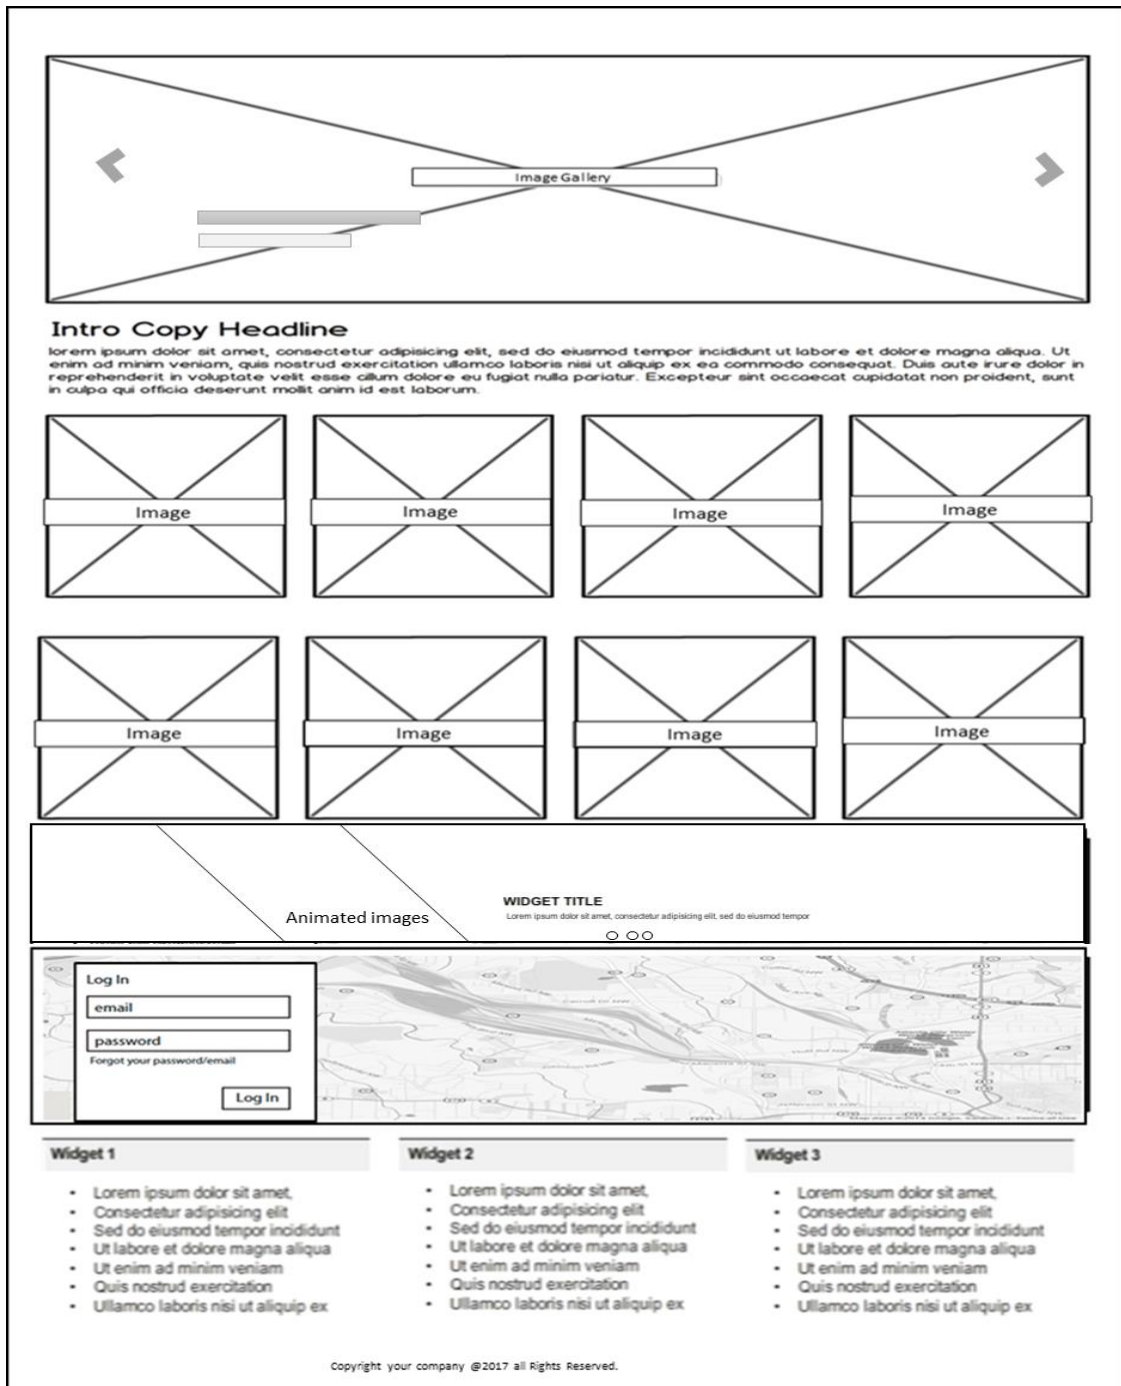 Image Gallery
Intro Copy Headline
lorem ipsum dolor sit amet, consectetur adipisicing elit, sed do eiusmod tempor incididunt ut labore et dolore magna aliqua. Ut
enim ad minim veniam, quis nostrud exercitation ullamco laboris nisi ut aliquip ex ea commodo consequat. Duis aute irure dolor in
reprehenderit in voluptate velit esse cillum dolore eu fugiat nulla pariatur. Excepteur sint occaecat cupidatat non proident, sunt
in culpa qui officia deserunt mollit anim id est laborum.
Image
Image
Image
Image
Image
Image
Image
Image
Animated images
WIDGET TITLE
Lorem ipsum dolor sit amet, consectetur adipisicing elit, sed do eiusmod tempor
Log In
email
password
Forgot your password/email
Log In
Widget 1
• Lorem ipsum dolor sit amet,
• Consectetur adipisicing elit
• Sed do eiusmod tempor incididunt
• Ut labore et dolore magna aliqua
• Ut enim ad minim veniam
• Quis nostrud exercitation
• Ullamco laboris nisi ut aliquip ex
Widget 2
• Lorem ipsum dolor sit amet,
• Consectetur adipisicing elit
• Sed do eiusmod tempor incididunt
• Ut labore et dolore magna aliqua
• Ut enim ad minim veniam
• Quis nostrud exercitation
• Ullamco laboris nisi ut aliquip ex
Widget 3
• Lorem ipsum dolor sit amet,
• Consectetur adipisicing elit
• Sed do eiusmod tempor incididunt
• Ut labore et dolore magna aliqua
• Ut enim ad minim veniam
• Quis nostrud exercitation
• Ullamco laboris nisi ut aliquip ex
Copyright your company @2017 all Rights Reserved.